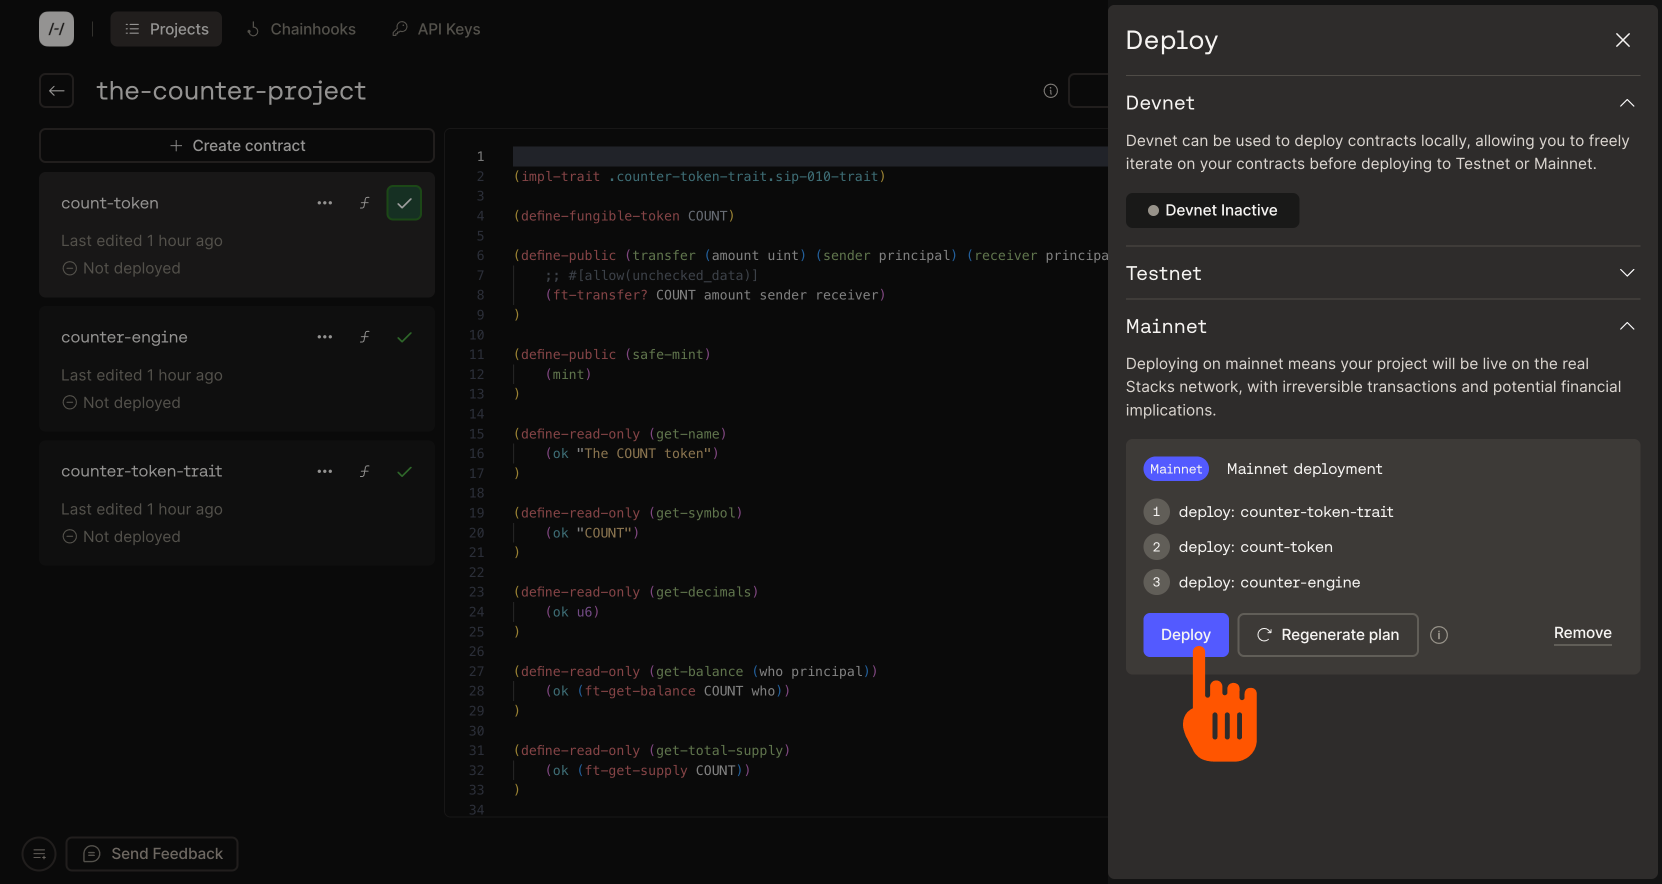 Projects
Chainhooks
API Keys
the-counter-project
Create contract
count-token
Last edited 1 hour ago
Not deployed
counter-engine
Last edited 1 hour ago
Not deployed
counter-token-trait
Last edited 1 hour ago
Not deployed
1
2 (impl-trait .counter-token-trait.sip-010-trait)
3
4 (define-fungible-token COUNT)
5
6 (define-public (transfer (amount uint) (sender principal) (receiver principa
7 ;; #[allow(unchecked_data)]
8 (ft-transfer? COUNT amount sender receiver)
9 )
10
11 (define-public (safe-mint)
12 (mint)
13 )
14
15 (define-read-only (get-name)
16 (ok "The COUNT token")
17 )
18
19 (define-read-only (get-symbol)
20 (ok "COUNT")
21 )
22
23 (define-read-only (get-decimals)
24 (ok u6)
25 )
26
27 (define-read-only (get-balance (who principal))
28 (ok (ft-get-balance COUNT who))
29 )
30
31 (define-read-only (get-total-supply)
32 (ok (ft-get-supply COUNT))
33 )
34
Send Feedback
Deploy
Devnet
Devnet can be used to deploy contracts locally, allowing you to freely
iterate on your contracts before deploying to Testnet or Mainnet.
Devnet Inactive
Testnet
Mainnet
Deploying on mainnet means your project will be live on the real
Stacks network, with irreversible transactions and potential financial
implications.
Mainnet Mainnet deployment
1 deploy: counter-token-trait
2 deploy: count-token
3 deploy: counter-engine
Deploy
Regenerate plan
Remove